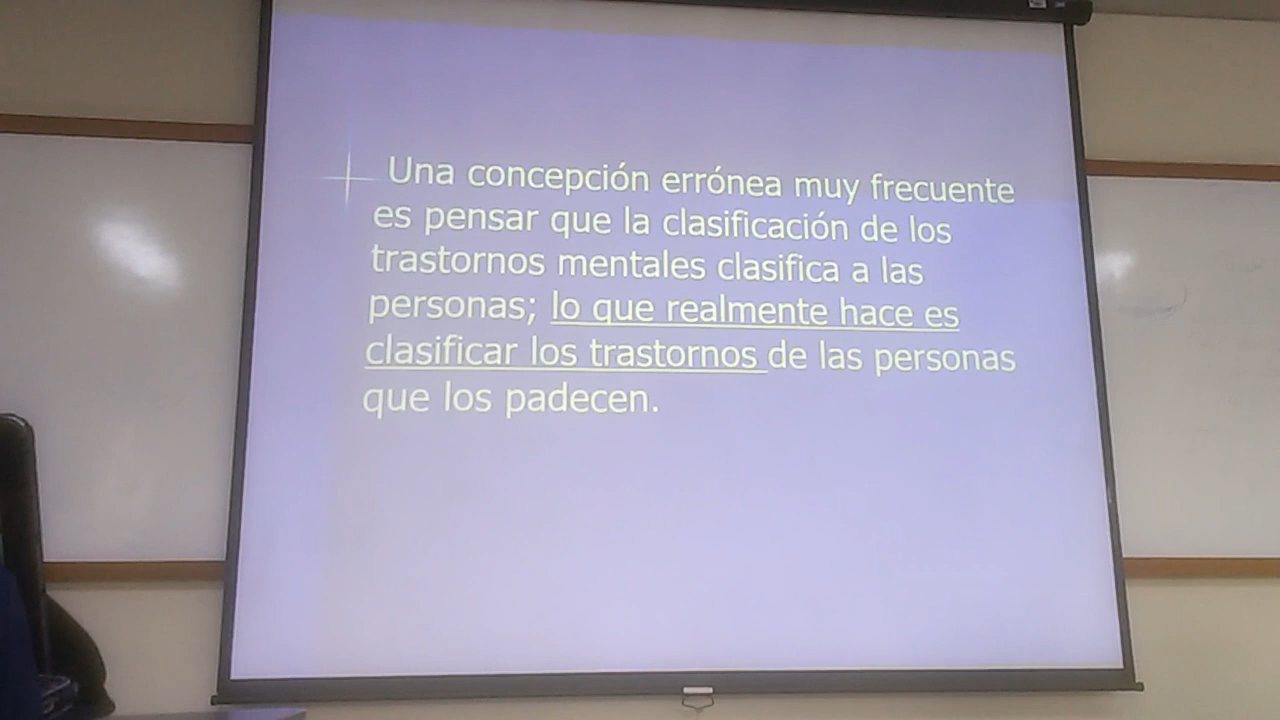 Una concepción errónea muy frecuente
es pensar que la clasificación de los
trastornos mentales clasifica a las
personas; lo que realmente hace es
clasificar los trastornos de las personas
que los padecen.